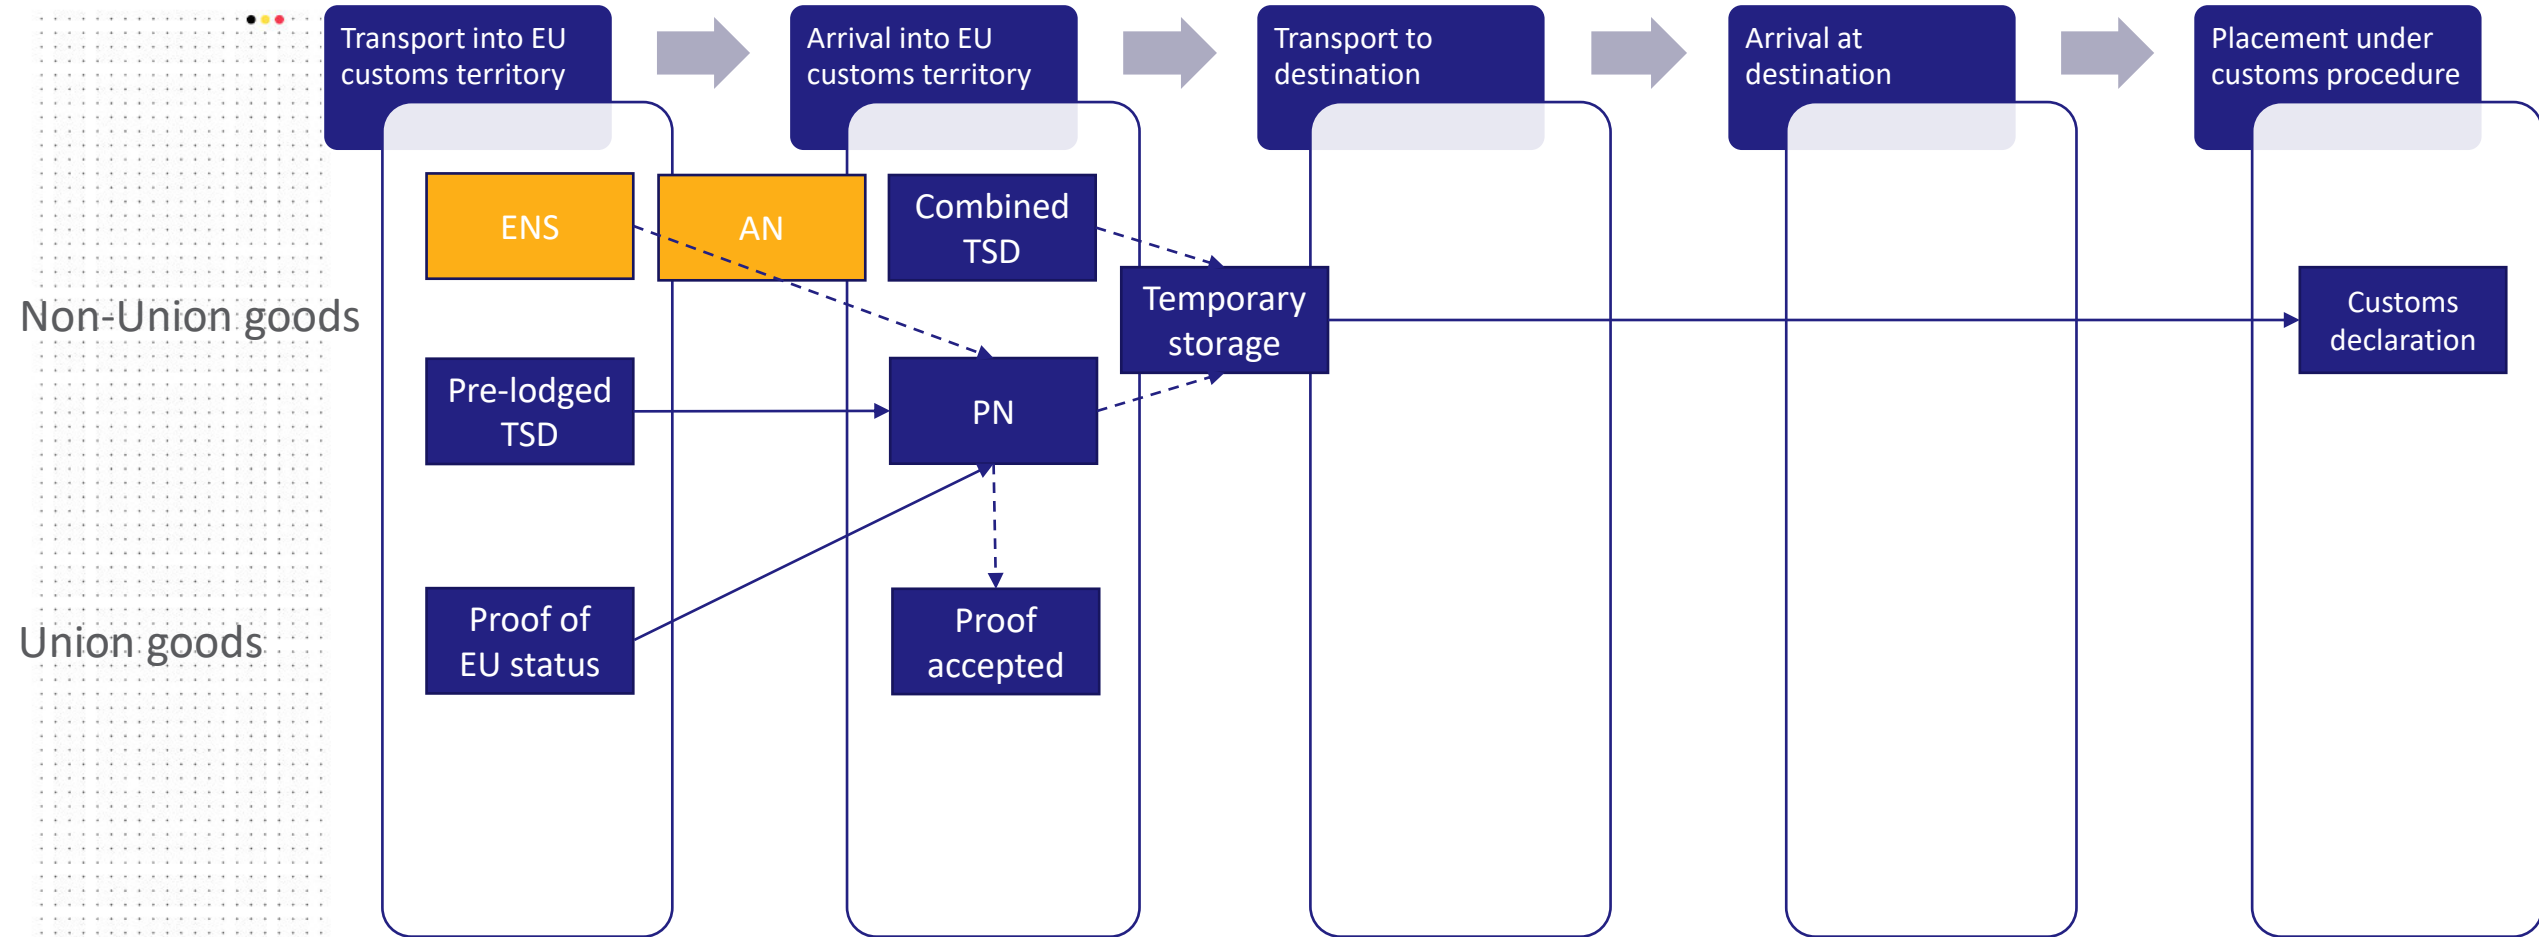 Transport into EU
customs territory
Arrival into EU
customs territory
Transport to
destination
Arrival at
destination
Placement under
customs procedure
ENS
AN
Combined
TSD
Non-Union goods
Temporary
storage
Customs
declaration
Pre-lodged
TSD
PN
Union goods
Proof of
EU status
Proof
accepted